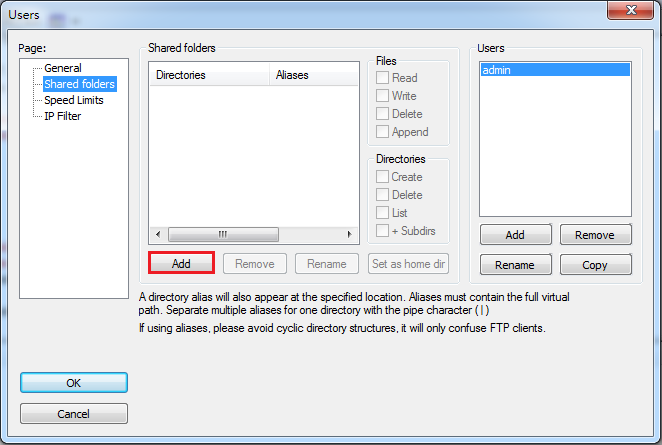 Users
Page:
General
Shared folders
Speed Limits
IP Filter
OK
Cancel
Shared folders
Directories Aliases
Add Remove Rename Set as home dir
Files
Read
Write
Delete
Append
Directories
Create
Delete
List
+ Subdirs
Users
admin
Add Remove
Rename Copy
A directory alias will also appear at the specified location. Aliases must contain the full virtual
path. Separate multiple aliases for one directory with the pipe character (|)
If using aliases, please avoid cyclic directory structures, it will only confuse FTP clients.